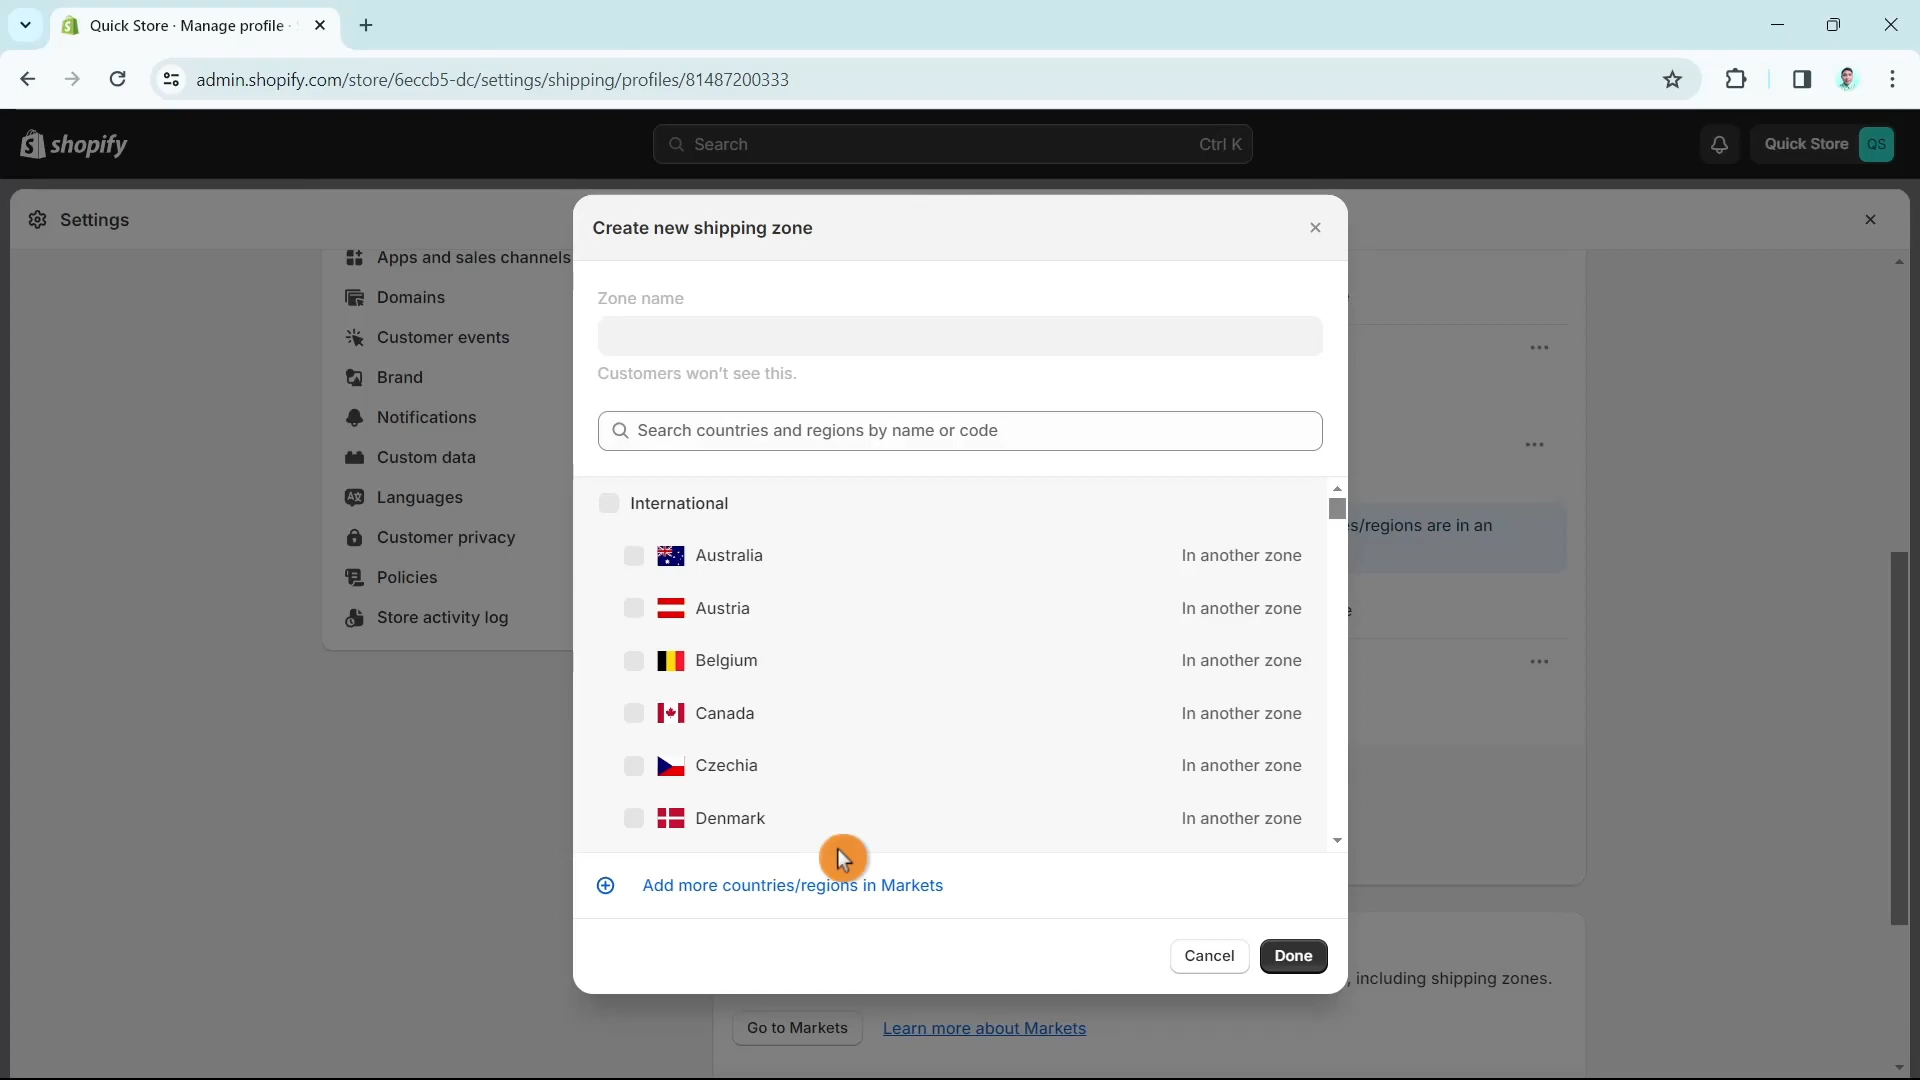 Quick Store · Manage profile ·
admin.shopify.com/store/6eccb5-dc/settings/shipping/profiles/81487200333
shopify
Search
Ctrl K
Quick Store
QS
Settings
Apps and sales channels
Domains
Customer events
Brand
Notifications
Custom data
Languages
Customer privacy
Policies
Store activity log
Create new shipping zone
Zone name
Customers won't see this.
Search countries and regions by name or code
International
Australia In another zone
Austria In another zone
Belgium In another zone
Canada In another zone
Czechia In another zone
Denmark In another zone
Add more countries/regions in Markets
Cancel
Done
s/regions are in an
, including shipping zones.
Go to Markets
Learn more about Markets